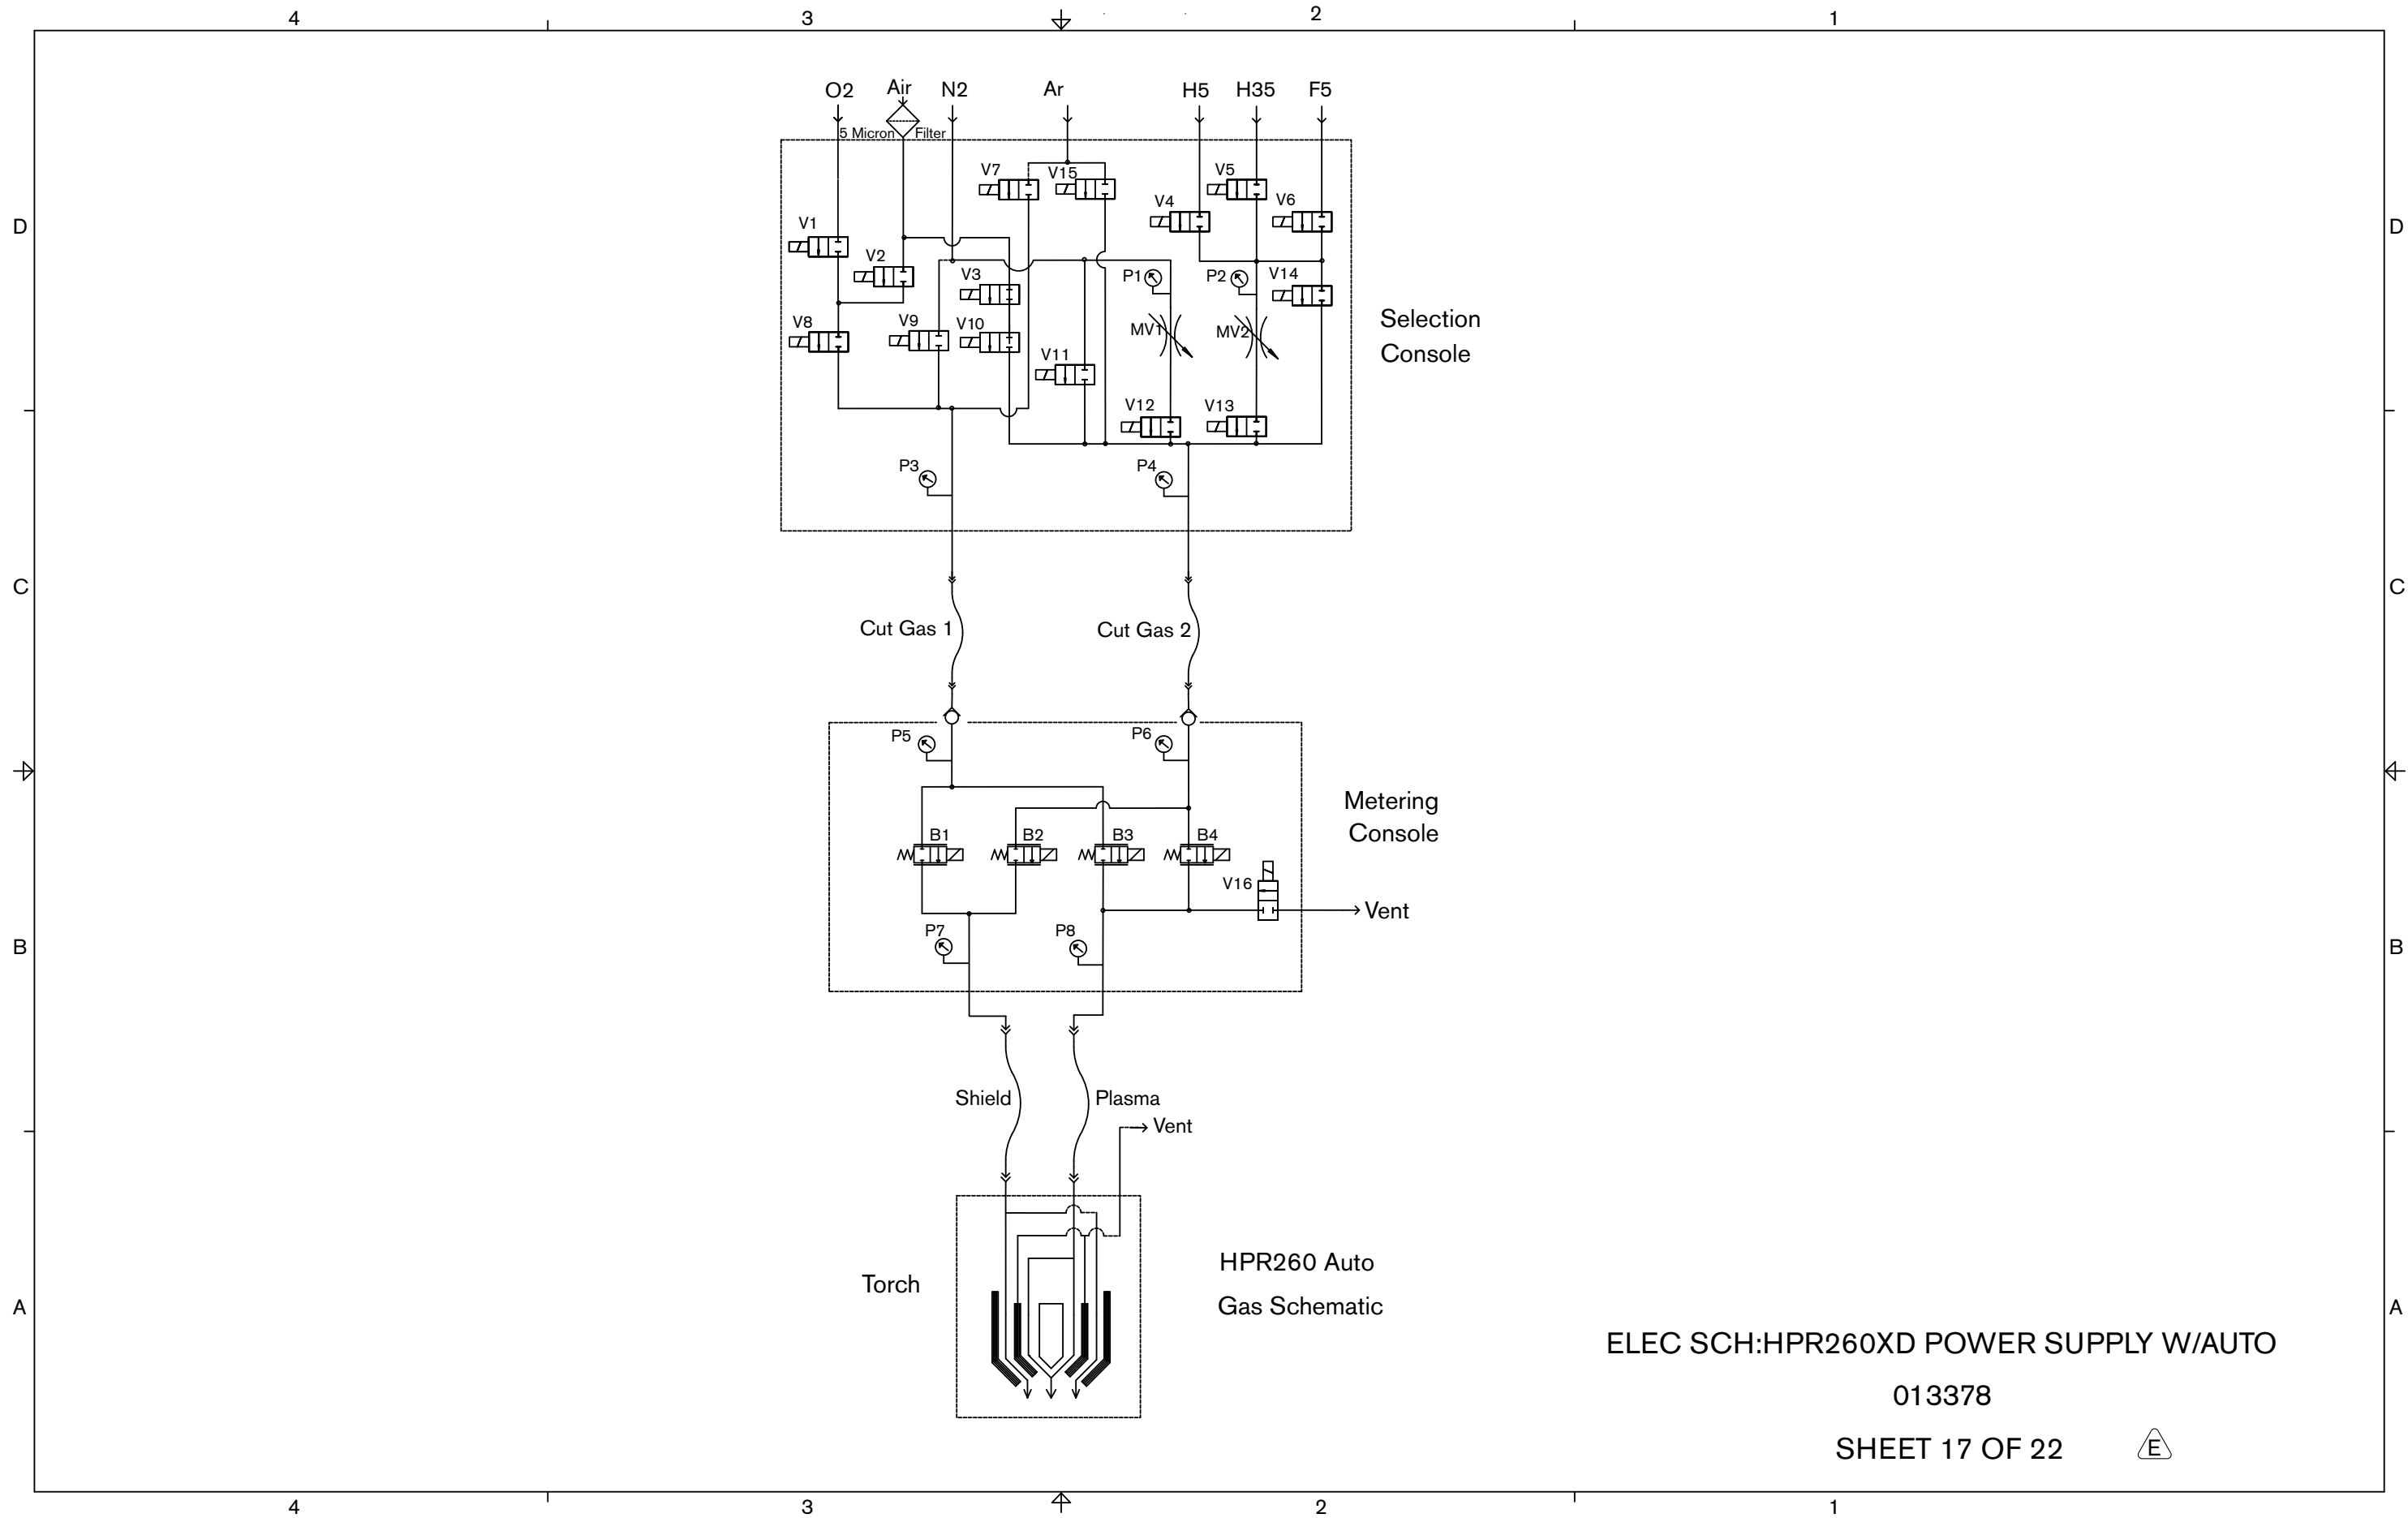 4 3 2 1
O2 Air N2 Ar H5 H35 F5
5 Micron Filter
V7 V15 V5
V4 V6
D V1 D
V2
V3 P1 P2 V14
V8 V9 V10 MV1 MV2
Selection
Console
V11
V12 V13
P3 P4
C C
Cut Gas 1 Cut Gas 2
P5 P6
Metering
Console
B1 B2 B3 B4
V16
Vent
P7 P8
B B
Shield Plasma
Vent
Torch
HPR260 Auto
Gas Schematic
A A
ELEC SCH:HPR260XD POWER SUPPLY W/AUTO
013378
SHEET 17 OF 22 E
4 3 2 1